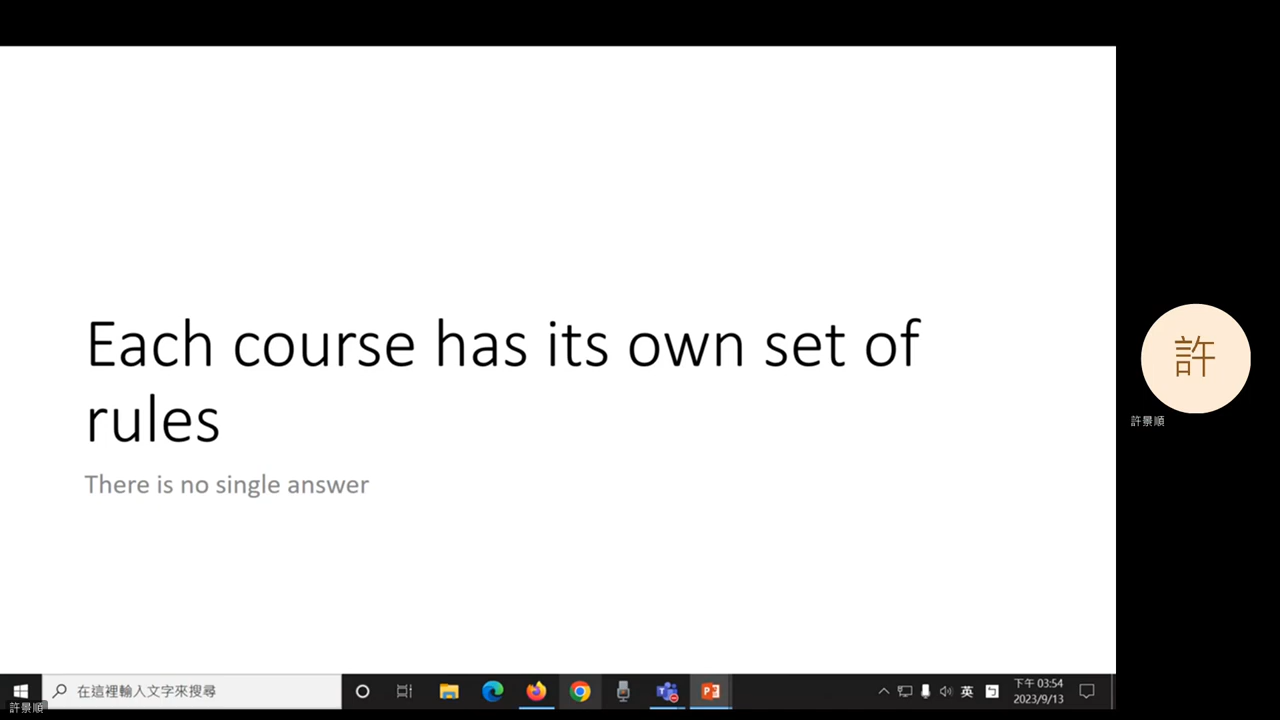 Each course has its own set of
rules
There is no single answer
許
許景順
在這裡輸入文字來搜尋
英
下午 03:54
2023/9/13
許景順